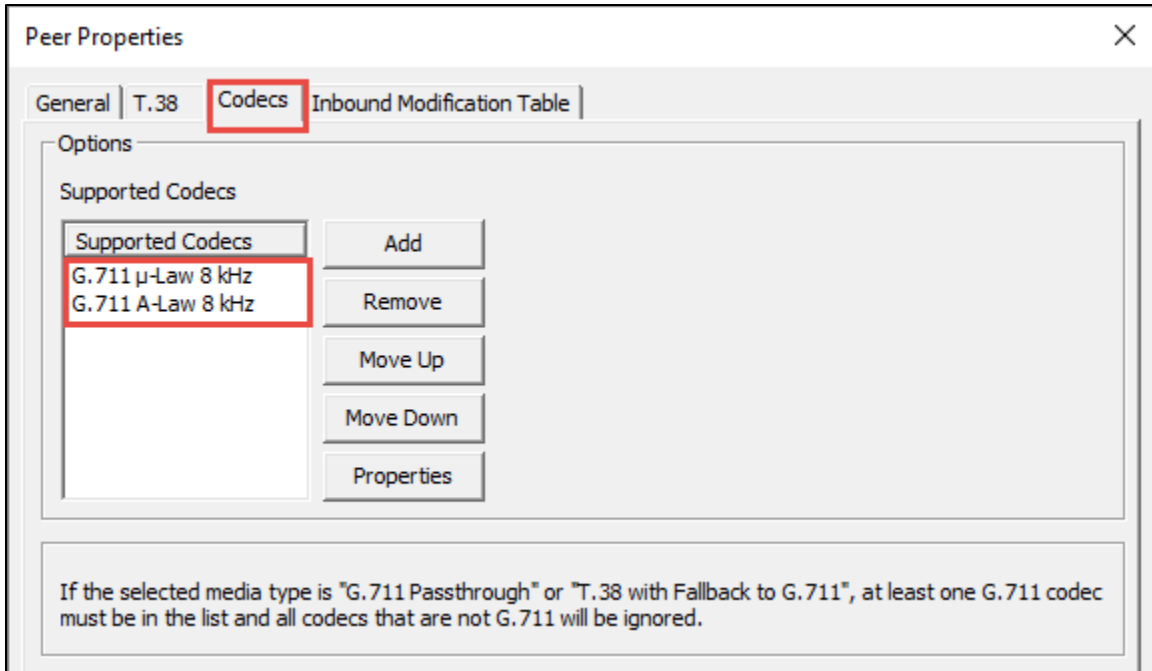 Peer Properties
General T.38 Codecs Inbound Modification Table
Options
Supported Codecs
Supported Codecs
G.711 µ-Law 8 kHz
G.711 A-Law 8 kHz
Add
Remove
Move Up
Move Down
Properties
If the selected media type is "G.711 Passthrough" or "T.38 with Fallback to G.711", at least one G.711 codec
must be in the list and all codecs that are not G.711 will be ignored.